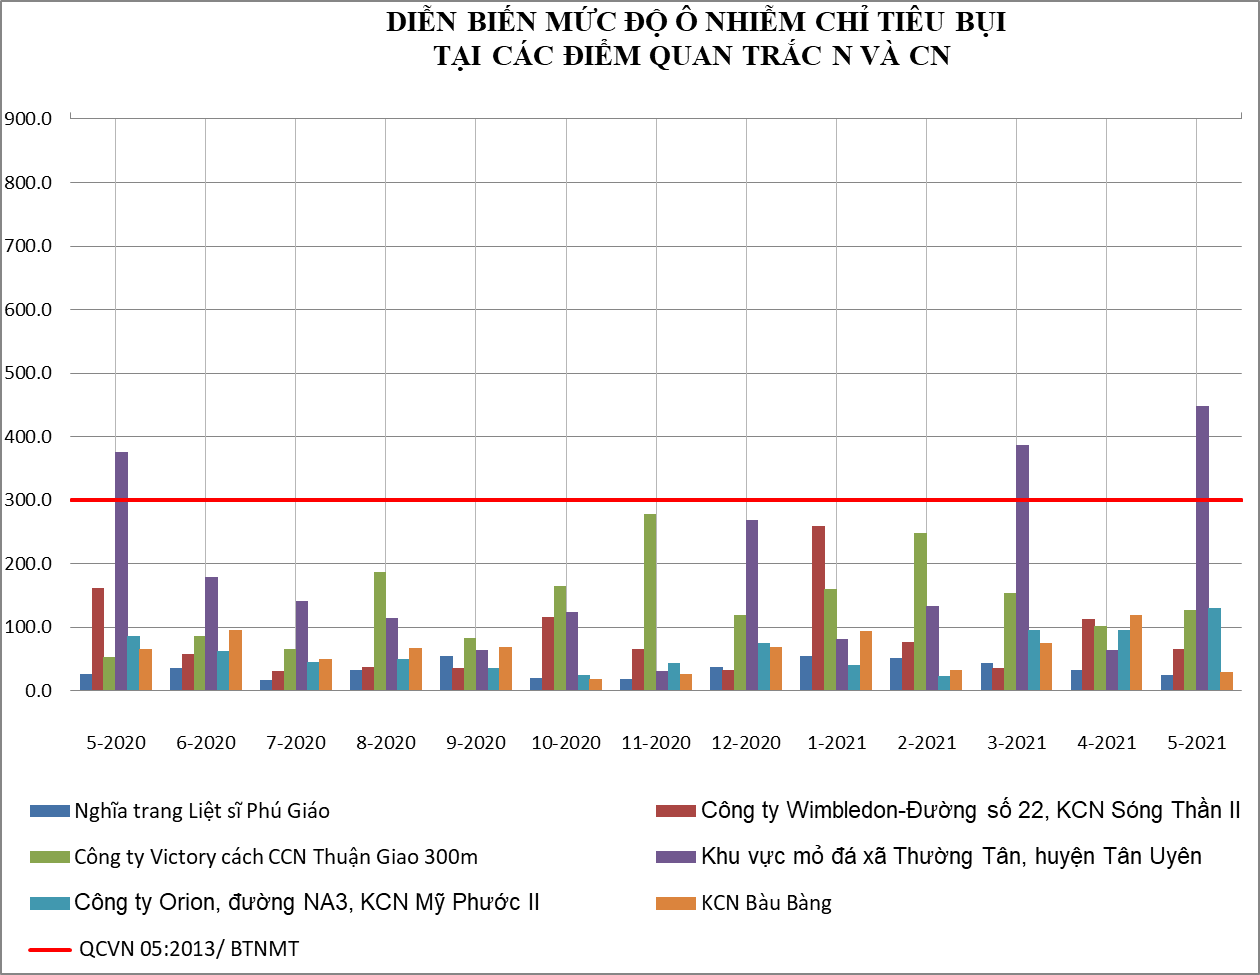 DIỄN BIẾN MỨC ĐỘ Ô NHIỄM CHỈ TIÊU BỤI
TẠI CÁC ĐIỂM QUAN TRẮC N VÀ CN
900.0
800.0
700.0
600.0
500.0
400.0
300.0
200.0
100.0
0.0
5-2020 6-2020 7-2020 8-2020 9-2020 10-2020 11-2020 12-2020 1-2021 2-2021 3-2021 4-2021 5-2021
Nghĩa trang Liệt sĩ Phú Giáo
Công ty Wimbledon-Đường số 22, KCN Sóng Thần II
Công ty Victory cách CCN Thuận Giao 300m
Khu vực mỏ đá xã Thường Tân, huyện Tân Uyên
Công ty Orion, đường NA3, KCN Mỹ Phước II
KCN Bàu Bàng
QCVN 05:2013/ BTNMT